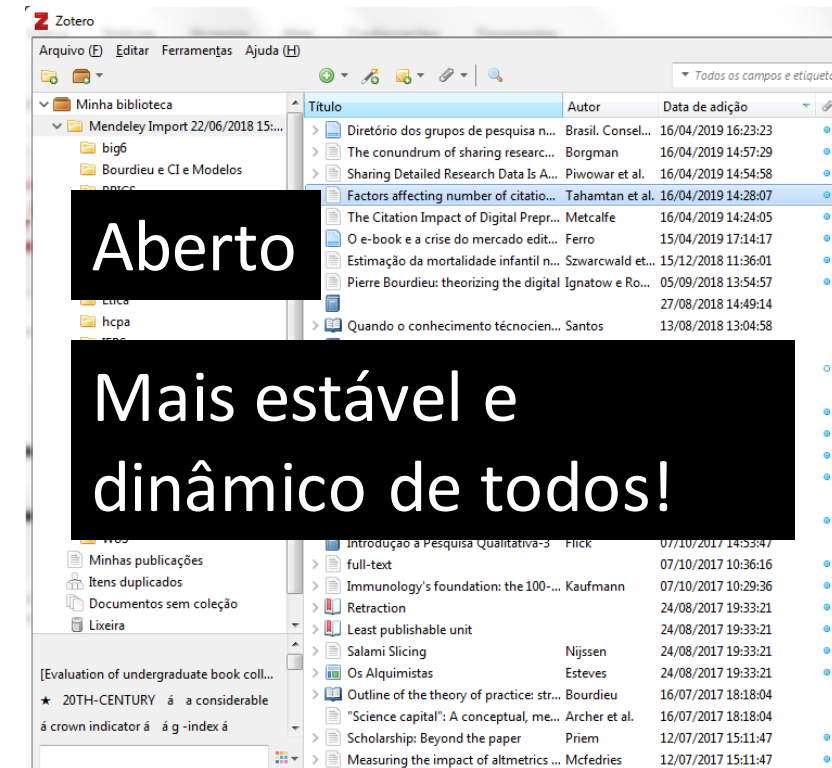 Zotero
Arquivo (F) Editar Ferramentas Ajuda (H)
Todos os campos e etiquet
Minha biblioteca
Mendeley Import 22/06/2018 15:...
big6
Bourdieu e CI e Modelos
BRICS
Aberto
Etica
hcpa
Mais estável e
dinâmico de todos!
Minhas publicações
Itens duplicados
Documentos sem coleção
Lixeira
[Evaluation of undergraduate book coll...
★ 20TH-CENTURY á a considerable
á crown indicator á á g -index á
Título Autor Data de adição
Diretório dos grupos de pesquisa n... Brasil. Consel... 16/04/2019 16:23:23
The conundrum of sharing researc... Borgman 16/04/2019 14:57:29
Sharing Detailed Research Data Is A... Piwowar et al. 16/04/2019 14:54:58
Factors affecting number of citatio... Tahamtan et al. 16/04/2019 14:28:07
The Citation Impact of Digital Prepr... Metcalfe 16/04/2019 14:24:05
O e-book e a crise do mercado edit... Ferro 15/04/2019 17:14:17
Estimação da mortalidade infantil n... Szwarcwald et... 15/12/2018 11:36:01
Pierre Bourdieu: theorizing the digital Ignatow e Ro... 05/09/2018 13:54:57
27/08/2018 14:49:14
Quando o conhecimento técnocien... Santos 13/08/2018 13:04:58
Introdução a Pesquisa Qualitativa-3 Flick 07/10/2017 14:53:47
full-text 07/10/2017 10:36:16
Immunology's foundation: the 100-... Kaufmann 07/10/2017 10:29:36
Retraction 24/08/2017 19:33:21
Least publishable unit 24/08/2017 19:33:21
Salami Slicing Nijssen 24/08/2017 19:33:21
Os Alquimistas Esteves 24/08/2017 19:33:21
Outline of the theory of practice: str... Bourdieu 16/07/2017 18:18:04
"Science capital": A conceptual, me... Archer et al. 16/07/2017 18:18:04
Scholarship: Beyond the paper Priem 12/07/2017 15:11:47
Measuring the impact of altmetrics ... Mcfedries 12/07/2017 15:11:47